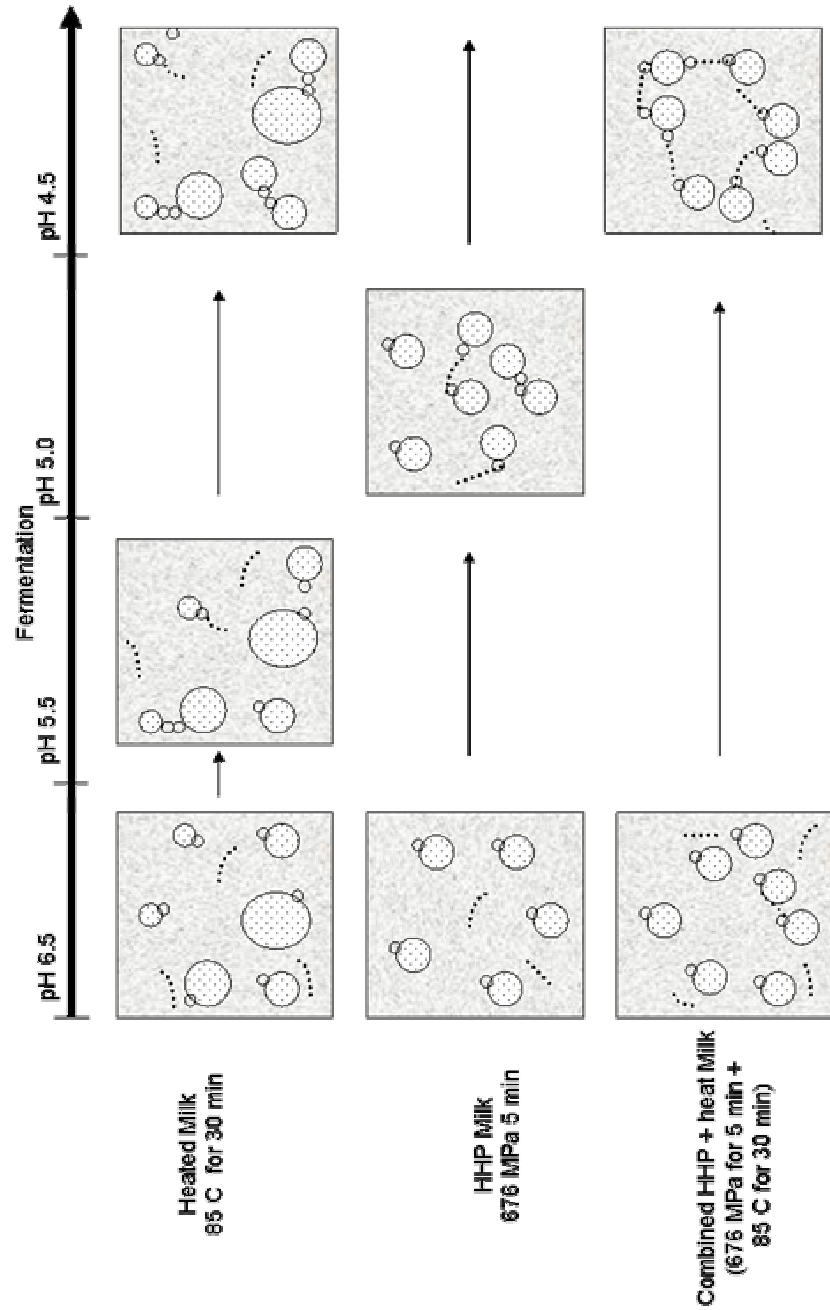 Fermentation
pH 6.5
pH 5.5
pH 5.0
pH 4.5
Heated Milk
85 C for 30 min
HHP Milk
676 MPa 5 min
Combined HHP + heat Milk
(676 MPa for 5 min +
85 C for 30 min)